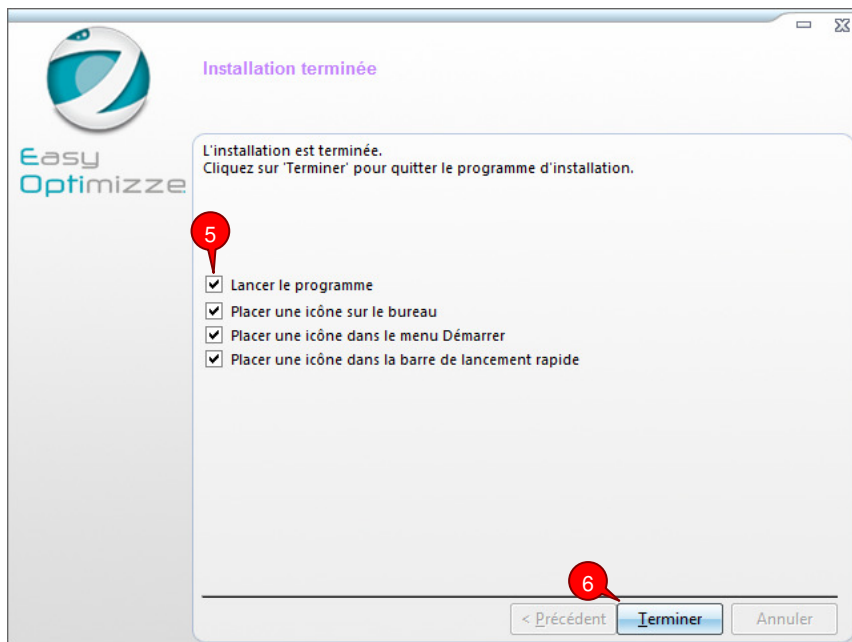 Installation terminée
Easy
Optimizze
L'installation est terminée.
Cliquez sur 'Terminer' pour quitter le programme d'installation.
5
Lancer le programme
Placer une icône sur le bureau
Placer une icône dans le menu Démarrer
Placer une icône dans la barre de lancement rapide
6
< Précédent Terminer Annuler